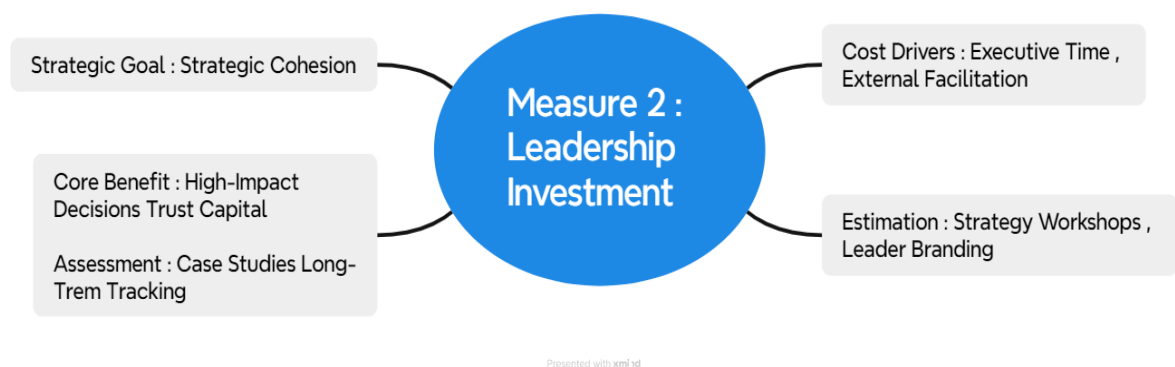 Strategic Goal : Strategic Cohesion
Core Benefit : High-Impact
Decisions Trust Capital
Assessment : Case Studies Long-
Trem Tracking
Measure 2 :
Leadership
Investment
Cost Drivers : Executive Time ,
External Facilitation
Estimation : Strategy Workshops ,
Leader Branding
Presented with xmind